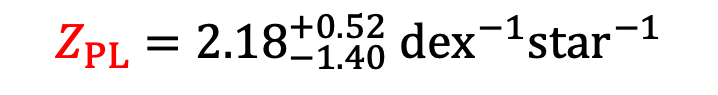 Z_PL = 2.18^{+0.52}_{−1.40} dex^{−1}star^{−1}